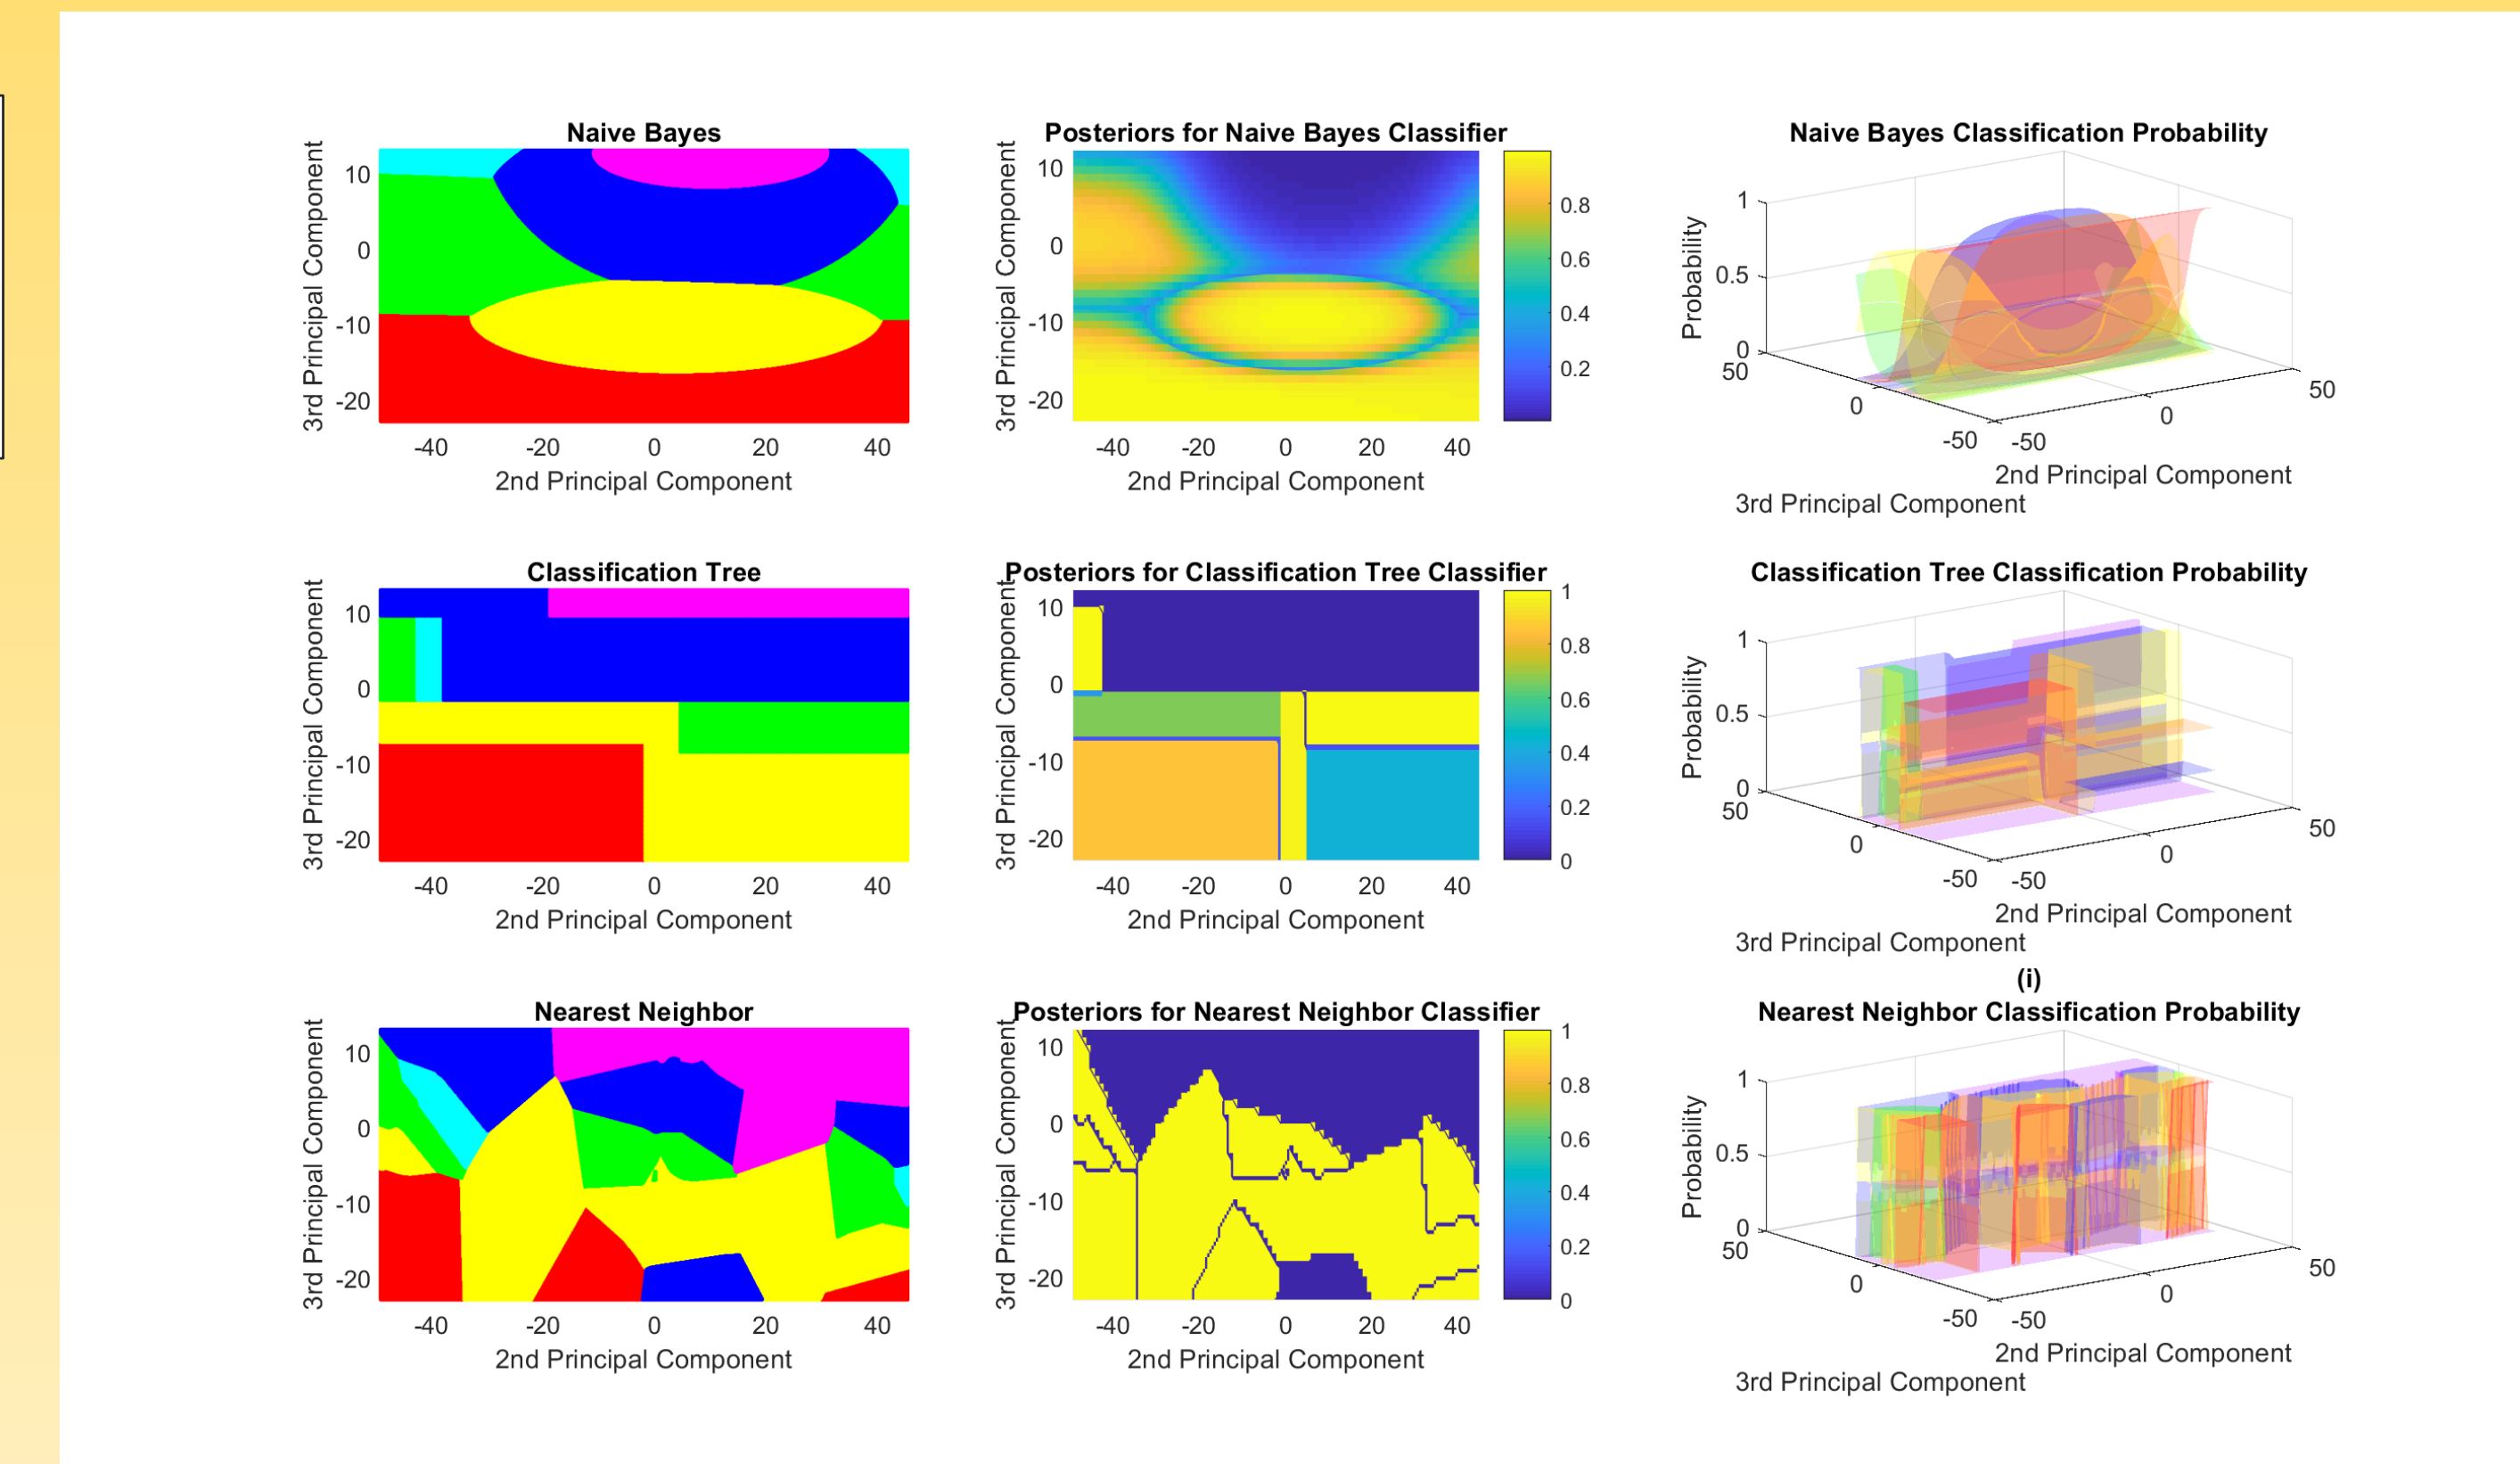 Naive Bayes
3rd Principal Component
10
0
-10
-20
-40 -20 0 20 40
2nd Principal Component
Posteriors for Naive Bayes Classifier
3rd Principal Component
10
0
-10
-20
-40 -20 0 20 40
2nd Principal Component
0.8
0.6
0.4
0.2
Naive Bayes Classification Probability
Probability
1
0.5
0
50
0
-50
-50
0
50
2nd Principal Component
3rd Principal Component
Classification Tree
3rd Principal Component
10
0
-10
-20
-40 -20 0 20 40
2nd Principal Component
Posteriors for Classification Tree Classifier
3rd Principal Component
10
0
-10
-20
-40 -20 0 20 40
2nd Principal Component
1
0.8
0.6
0.4
0.2
0
Classification Tree Classification Probability
Probability
1
0.5
0
50
0
-50
-50
0
50
2nd Principal Component
3rd Principal Component
Nearest Neighbor
3rd Principal Component
10
0
-10
-20
-40 -20 0 20 40
2nd Principal Component
Posteriors for Nearest Neighbor Classifier
3rd Principal Component
10
0
-10
-20
-40 -20 0 20 40
2nd Principal Component
1
0.8
0.6
0.4
0.2
0
(i)
Nearest Neighbor Classification Probability
Probability
1
0.5
0
50
0
-50
-50
0
50
2nd Principal Component
3rd Principal Component